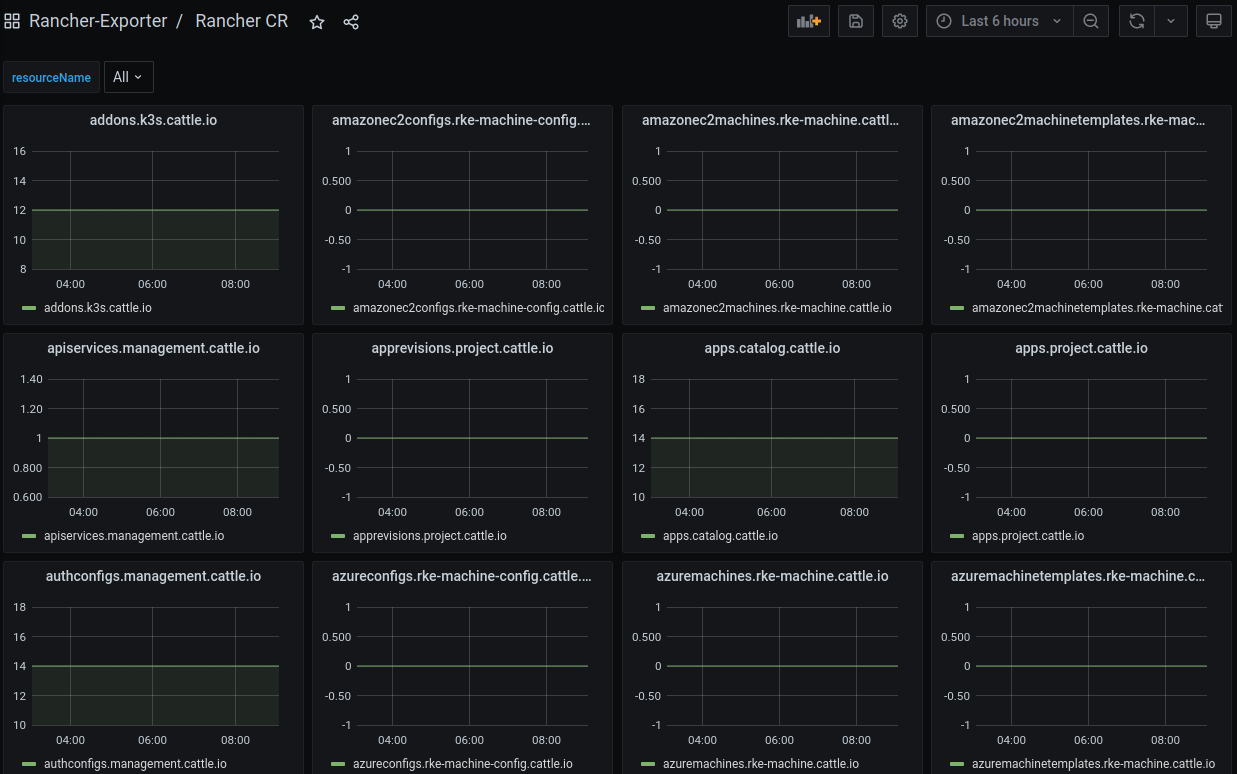 Rancher-Exporter / Rancher CR
Last 6 hours
resourceName All
addons.k3s.cattle.io
16
14
12
10
8
04:00 06:00 08:00
addons.k3s.cattle.io
amazonec2configs.rke-machine-config....
1
0.500
0
-0.50
-1
04:00 06:00 08:00
amazonec2configs.rke-machine-config.cattle.io
amazonec2machines.rke-machine.cattl...
1
0.500
0
-0.50
-1
04:00 06:00 08:00
amazonec2machines.rke-machine.cattle.io
amazonec2machinetemplates.rke-mac...
1
0.500
0
-0.50
-1
04:00 06:00 08:00
amazonec2machinetemplates.rke-machine.cat
apiservices.management.cattle.io
1.40
1.20
1
0.800
0.600
04:00 06:00 08:00
apiservices.management.cattle.io
apprevisions.project.cattle.io
1
0.500
0
-0.50
-1
04:00 06:00 08:00
apprevisions.project.cattle.io
apps.catalog.cattle.io
18
16
14
12
10
04:00 06:00 08:00
apps.catalog.cattle.io
apps.project.cattle.io
1
0.500
0
-0.50
-1
04:00 06:00 08:00
apps.project.cattle.io
authconfigs.management.cattle.io
18
16
14
12
10
04:00 06:00 08:00
authconfigs.management.cattle.io
azureconfigs.rke-machine-config.cattle....
1
0.500
0
-0.50
-1
04:00 06:00 08:00
azureconfigs.rke-machine-config.cattle.io
azuremachines.rke-machine.cattle.io
1
0.500
0
-0.50
-1
04:00 06:00 08:00
azuremachines.rke-machine.cattle.io
azuremachinetemplates.rke-machine.c...
1
0.500
0
-0.50
-1
04:00 06:00 08:00
azuremachinetemplates.rke-machine.cattle.io